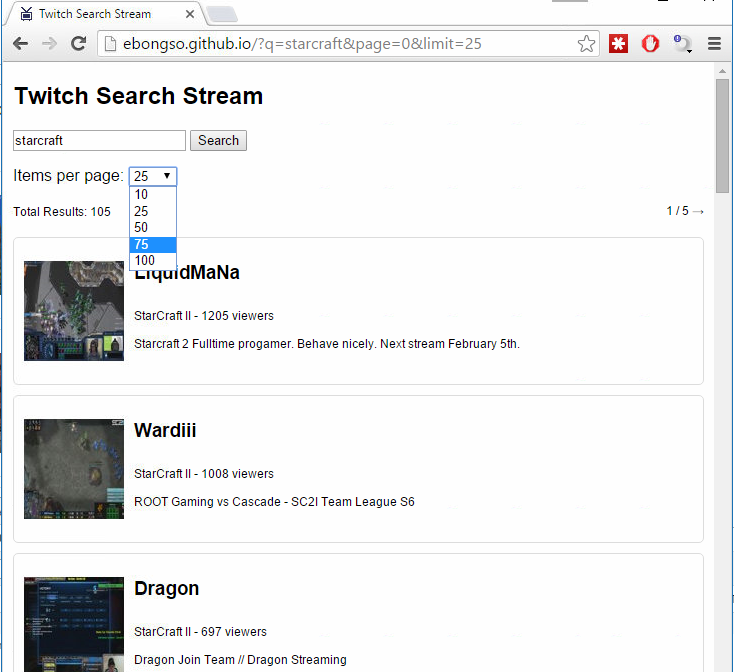 Twitch Search Stream
ebongso.github.io/?q=starcraft&page=0&limit=25
Twitch Search Stream
starcraft Search
Items per page: 25
10
25
50
75
100
Total Results: 105
1 / 5 →
LiquidMaNa
StarCraft II - 1205 viewers
Starcraft 2 Fulltime progamer. Behave nicely. Next stream February 5th.
Wardiii
StarCraft II - 1008 viewers
ROOT Gaming vs Cascade - SC2I Team League S6
Dragon
StarCraft II - 697 viewers
Dragon Join Team // Dragon Streaming